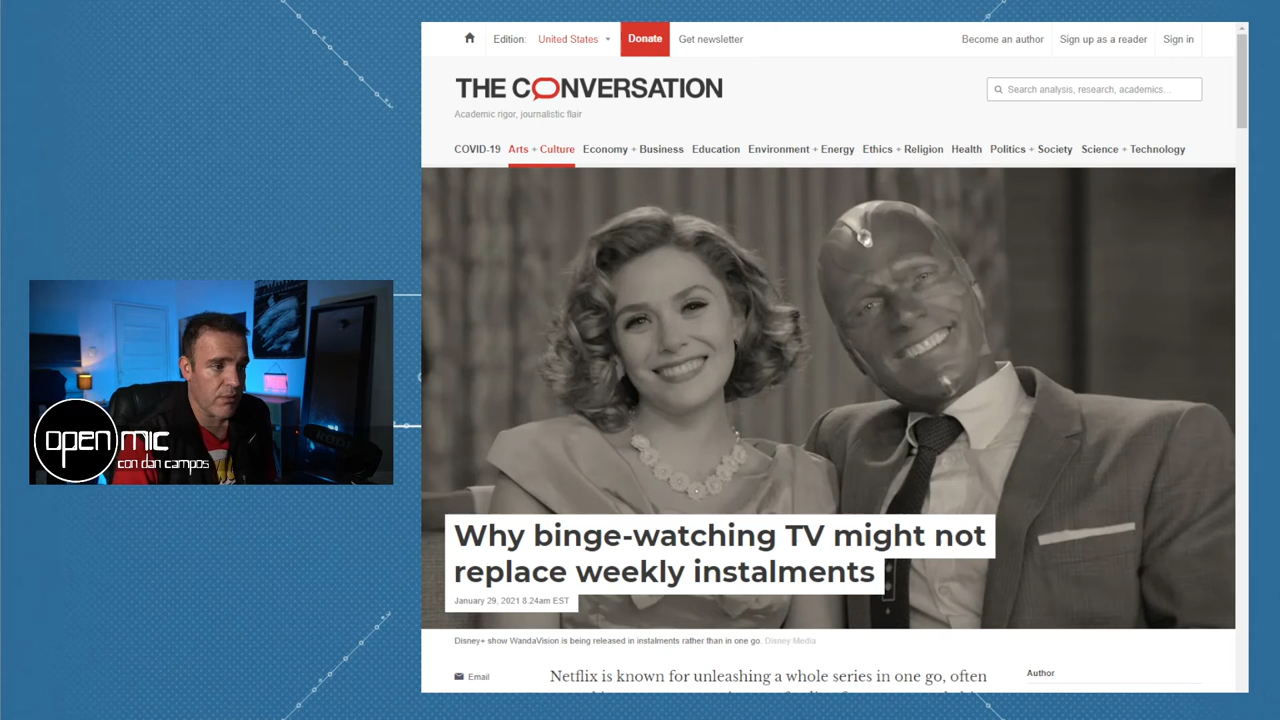 Edition: United States Donate Get newsletter Become an author Sign up as a reader Sign in
THE CONVERSATION
Search analysis, research, academics...
Academic rigor, journalistic flair
COVID-19 Arts + Culture Economy + Business Education Environment + Energy Ethics + Religion Health Politics + Society Science + Technology
Why binge-watching TV might not
replace weekly instalments
January 29, 2021 8.24am EST
Disney+ show WandaVision is being released in instalments rather than in one go. Disney Media
Email
Netflix is known for unleashing a whole series in one go, often
Author
open mic
con dan campos
RODE